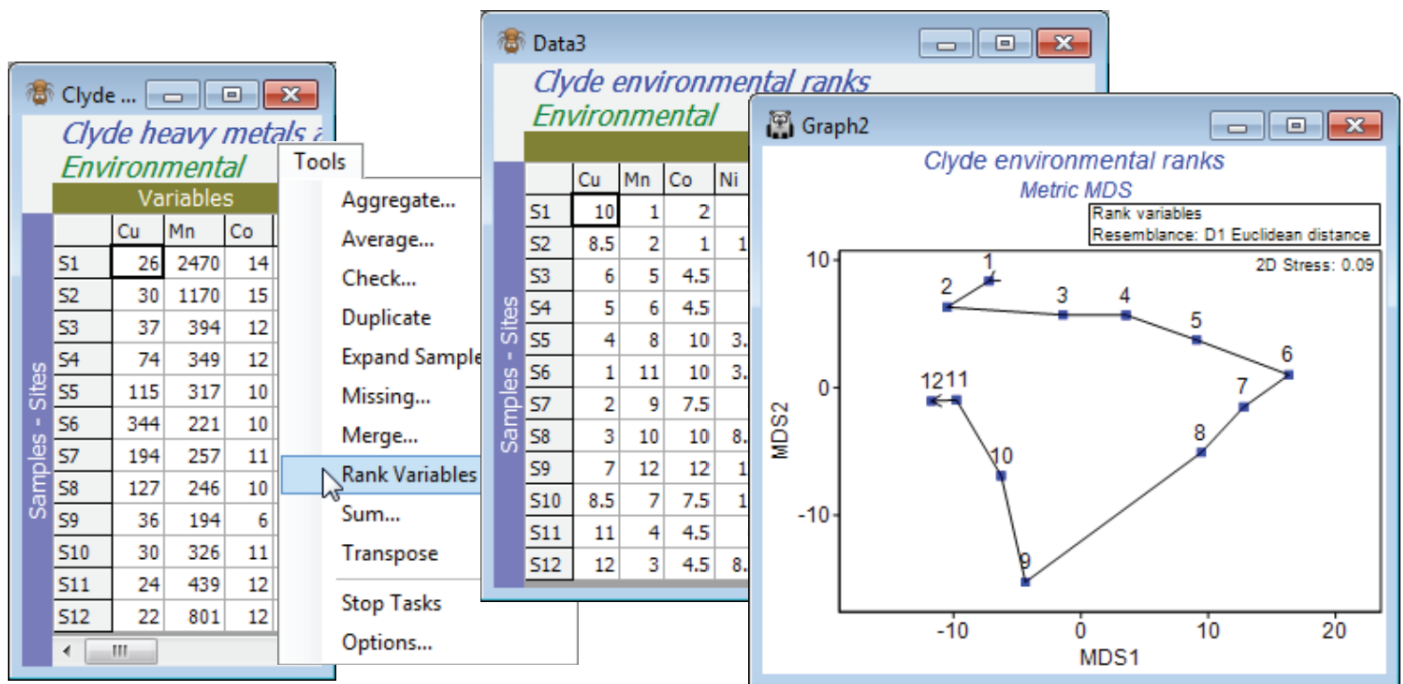 Clyde ...
Clyde heavy metals a
Environmental
Variables
Cu Mn Co
S1 26 2470 14
S2 30 1170 15
S3 37 394 12
S4 74 349 12
S5 115 317 10
S6 344 221 10
S7 194 257 11
S8 127 246 10
S9 36 194 6
S10 30 326 11
S11 24 439 12
S12 22 801 12
Samples - Sites
Tools
Aggregate...
Average...
Check...
Duplicate
Expand Sample
Missing...
Merge...
Rank Variables
Sum...
Transpose
Stop Tasks
Options...
Data3
Clyde environmental ranks
Environmental
Cu Mn Co Ni
S1 10 1 2
S2 8.5 2 1 1
S3 6 5 4.5
S4 5 6 4.5
S5 4 8 10 3.
S6 1 11 10 3.
S7 2 9 7.5
S8 3 10 10 8.
S9 7 12 12 1
S10 8.5 7 7.5 1
S11 11 4 4.5
S12 12 3 4.5 8.
Samples - Sites
Graph2
Clyde environmental ranks
Metric MDS
Rank variables
Resemblance: D1 Euclidean distance
2D Stress: 0.09
10
0
-10
MDS2
1
2
3
4
5
6
7
8
9
10
11
12
-10 0 10 20
MDS1